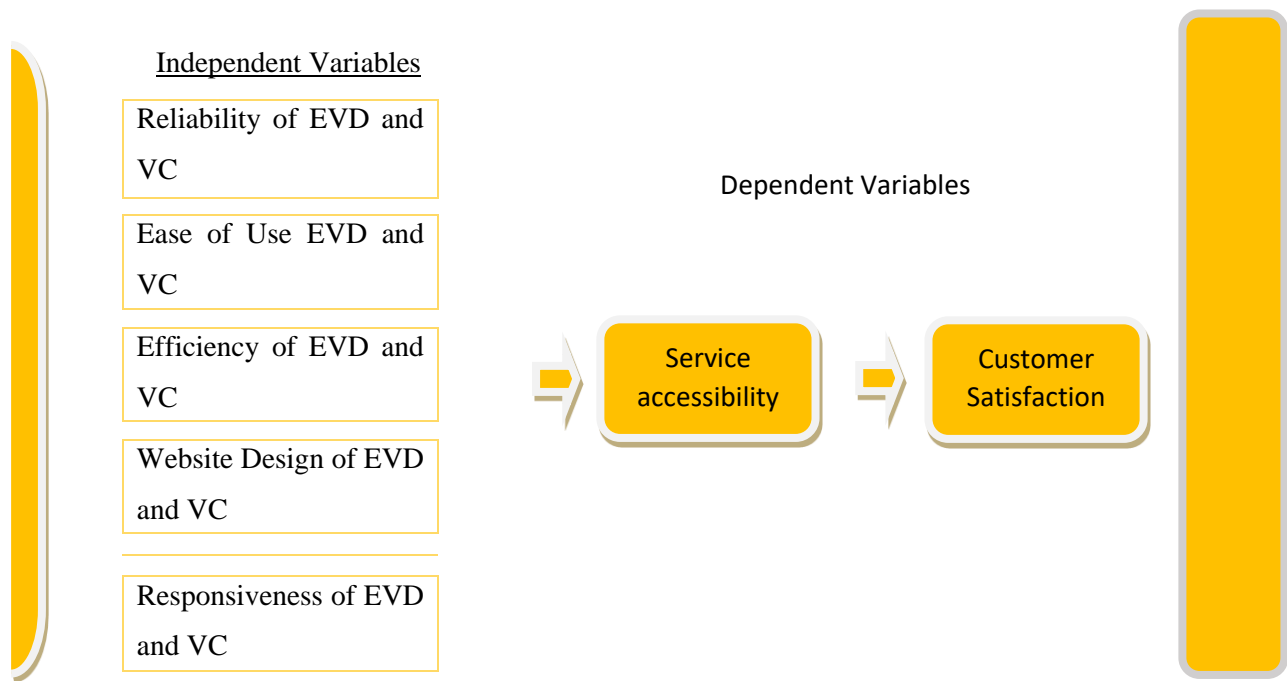 Independent Variables
Reliability of EVD and
VC
Ease of Use EVD and
VC
Efficiency of EVD and
VC
Website Design of EVD
and VC
Responsiveness of EVD
and VC
Dependent Variables
Service
accessibility
Customer
Satisfaction